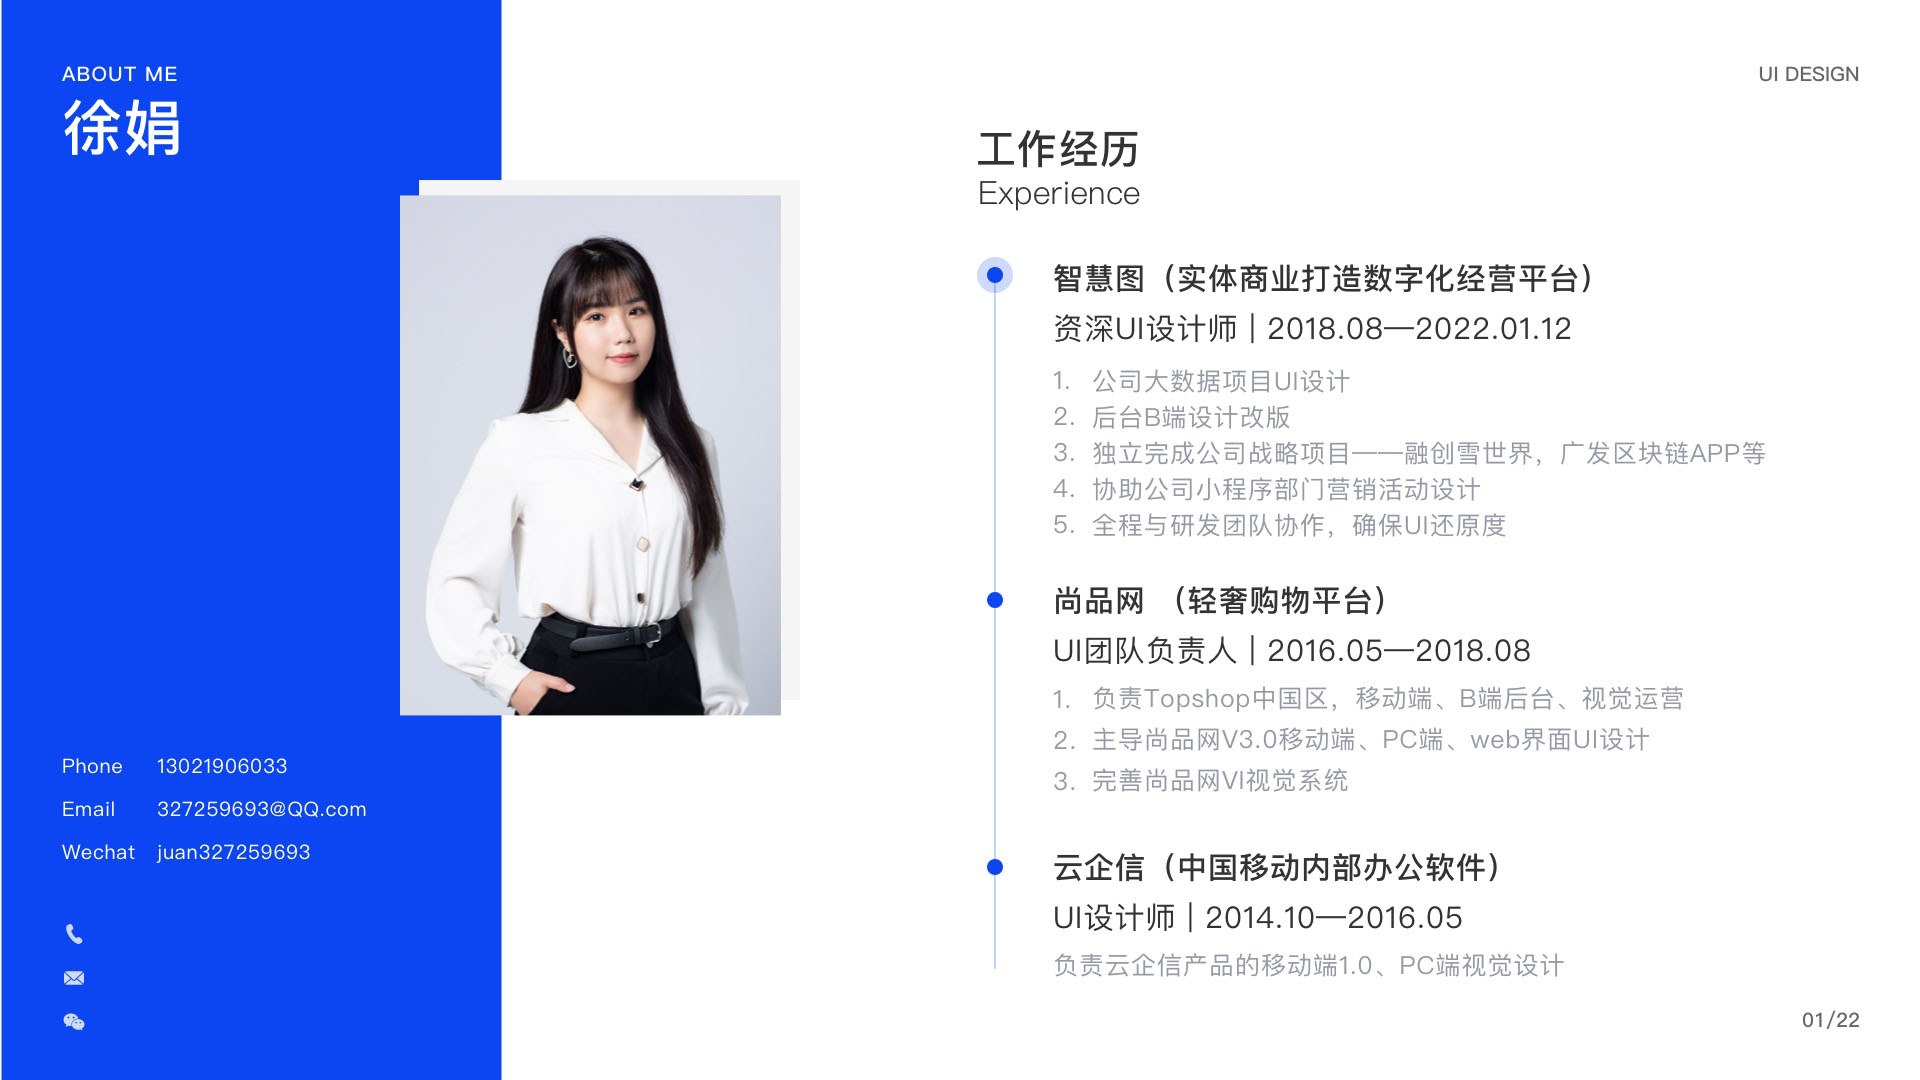 ABOUT ME
徐娟
UI DESIGN
工作经历
Experience
智慧图（实体商业打造数字化经营平台）
资深UI设计师 | 2018.08—2022.01.12
1. 公司大数据项目UI设计
2. 后台B端设计改版
3. 独立完成公司战略项目——融创雪世界，广发区块链APP等
4. 协助公司小程序部门营销活动设计
5. 全程与研发团队协作，确保UI还原度
尚品网 （轻奢购物平台）
UI团队负责人 | 2016.05—2018.08
1. 负责Topshop中国区，移动端、B端后台、视觉运营
2. 主导尚品网V3.0移动端、PC端、web界面UI设计
3. 完善尚品网VI视觉系统
云企信（中国移动内部办公软件）
UI设计师 | 2014.10—2016.05
负责云企信产品的移动端1.0、PC端视觉设计
Phone 13021906033
Email 327259693@QQ.com
Wechat juan327259693
01/22